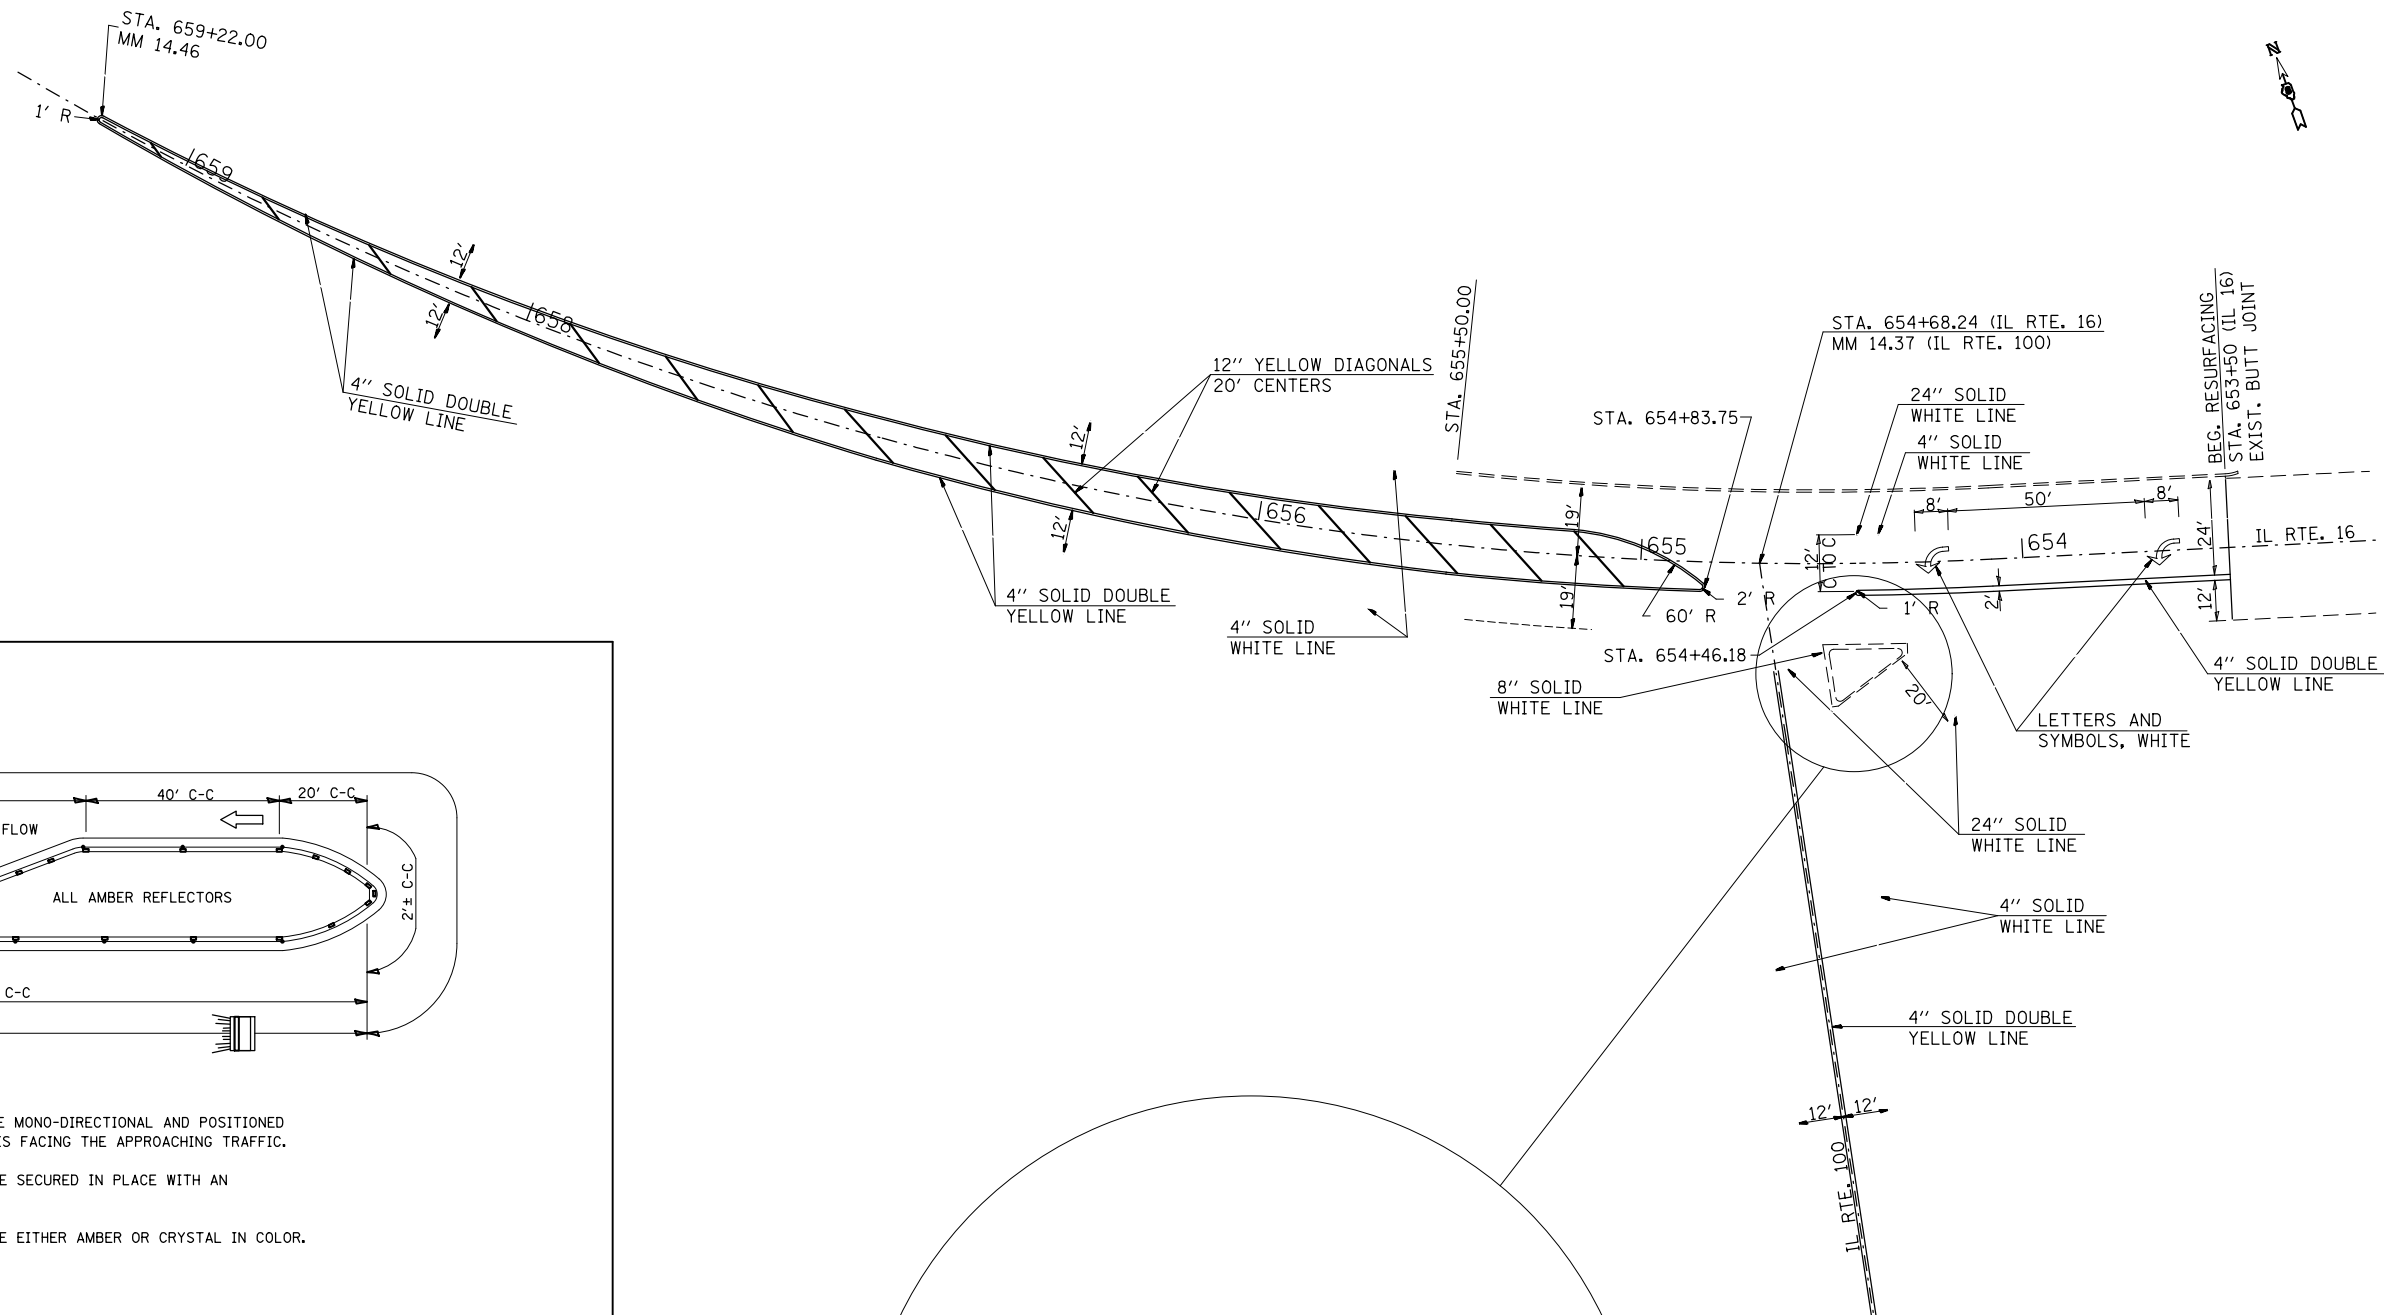 STA. 659+22.00
MM 14.46
1' R
659
12'
12'
658
4" SOLID DOUBLE
YELLOW LINE
12" YELLOW DIAGONALS
20' CENTERS
12'
12'
656
4" SOLID DOUBLE
YELLOW LINE
4" SOLID
WHITE LINE
STA. 655+50.00
19'
19'
655
STA. 654+83.75
2' R
60' R
STA. 654+46.18
8" SOLID
WHITE LINE
STA. 654+68.24 (IL RTE. 16)
MM 14.37 (IL RTE. 100)
24" SOLID
WHITE LINE
4" SOLID
WHITE LINE
8'
50'
8'
12'
C TO C
654
1' R
2'
24'
12'
BEG. RESURFACING
STA. 653+50 (IL 16)
EXIST. BUTT JOINT
IL RTE. 16
N
20'
4" SOLID DOUBLE
YELLOW LINE
LETTERS AND
SYMBOLS, WHITE
24" SOLID
WHITE LINE
4" SOLID
WHITE LINE
4" SOLID DOUBLE
YELLOW LINE
12'
12'
IL RTE. 100
40' C-C
20' C-C
FLOW
ALL AMBER REFLECTORS
2'± C-C
C-C
E MONO-DIRECTIONAL AND POSITIONED
ES FACING THE APPROACHING TRAFFIC.
E SECURED IN PLACE WITH AN
E EITHER AMBER OR CRYSTAL IN COLOR.